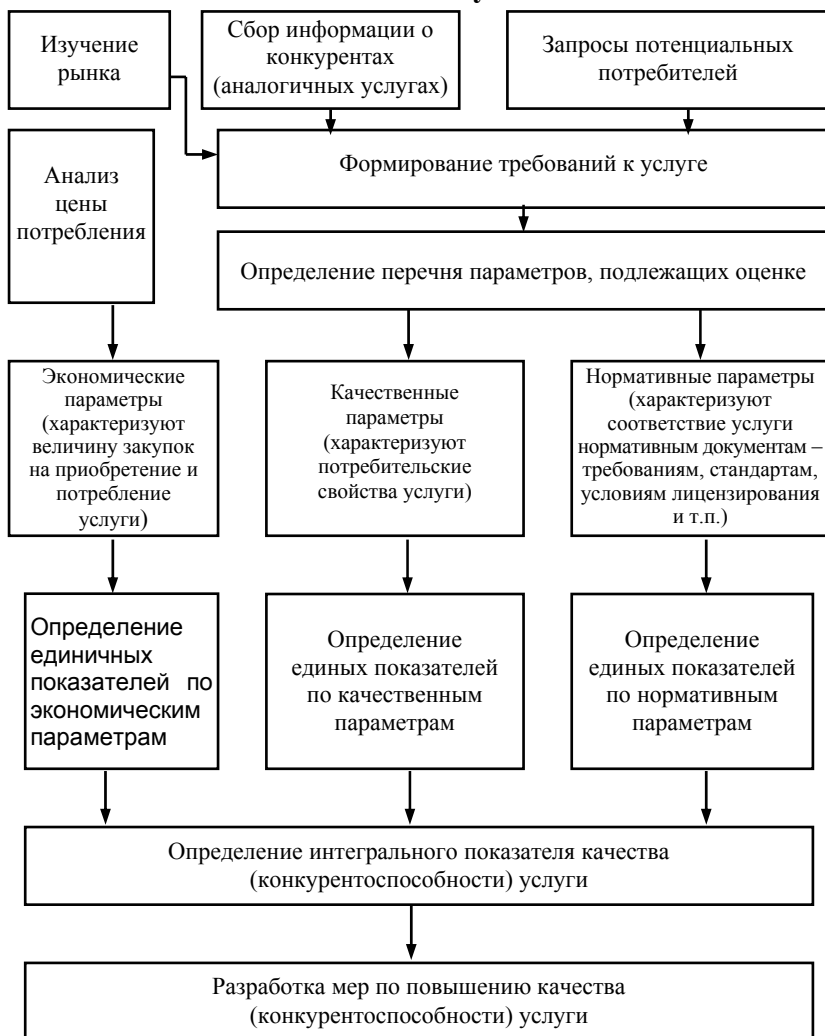 Изучение
рынка
Сбор информации о
конкурентах
(аналогичных услугах)
Запросы потенциальных
потребителей
Анализ
цены
потребления
Формирование требований к услуге
Определение перечня параметров, подлежащих оценке
Экономические
параметры
(характеризуют
величину закупок
на приобретение и
потребление
услуги)
Качественные
параметры
(характеризуют
потребительские
свойства услуги)
Нормативные параметры
(характеризуют
соответствие услуги
нормативным документам –
требованиям, стандартам,
условиям лицензирования
и т.п.)
Определение
единичных
показателей по
экономическим
параметрам
Определение
единых показателей
по качественным
параметрам
Определение
единых показателей
по нормативным
параметрам
Определение интегрального показателя качества
(конкурентоспособности) услуги
Разработка мер по повышению качества
(конкурентоспособности) услуги